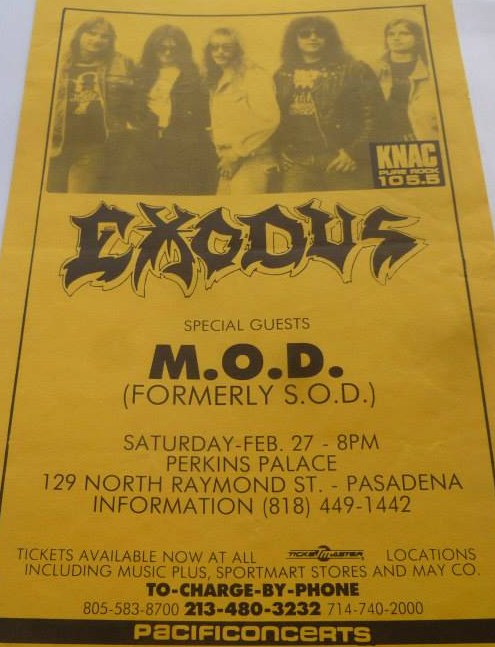 KNAC
PURE ROCK
105.5
EXODUS
SPECIAL GUESTS
M.O.D.
(FORMERLY S.O.D.)
SATURDAY-FEB. 27 - 8PM
PERKINS PALACE
129 NORTH RAYMOND ST. - PASADENA
INFORMATION (818) 449-1442
TICKETS AVAILABLE NOW AT ALL TICKETMASTER LOCATIONS
INCLUDING MUSIC PLUS, SPORTMART STORES AND MAY CO.
TO-CHARGE-BY-PHONE
805-583-8700 213-480-3232 714-740-2000
PACIFICONCERTS